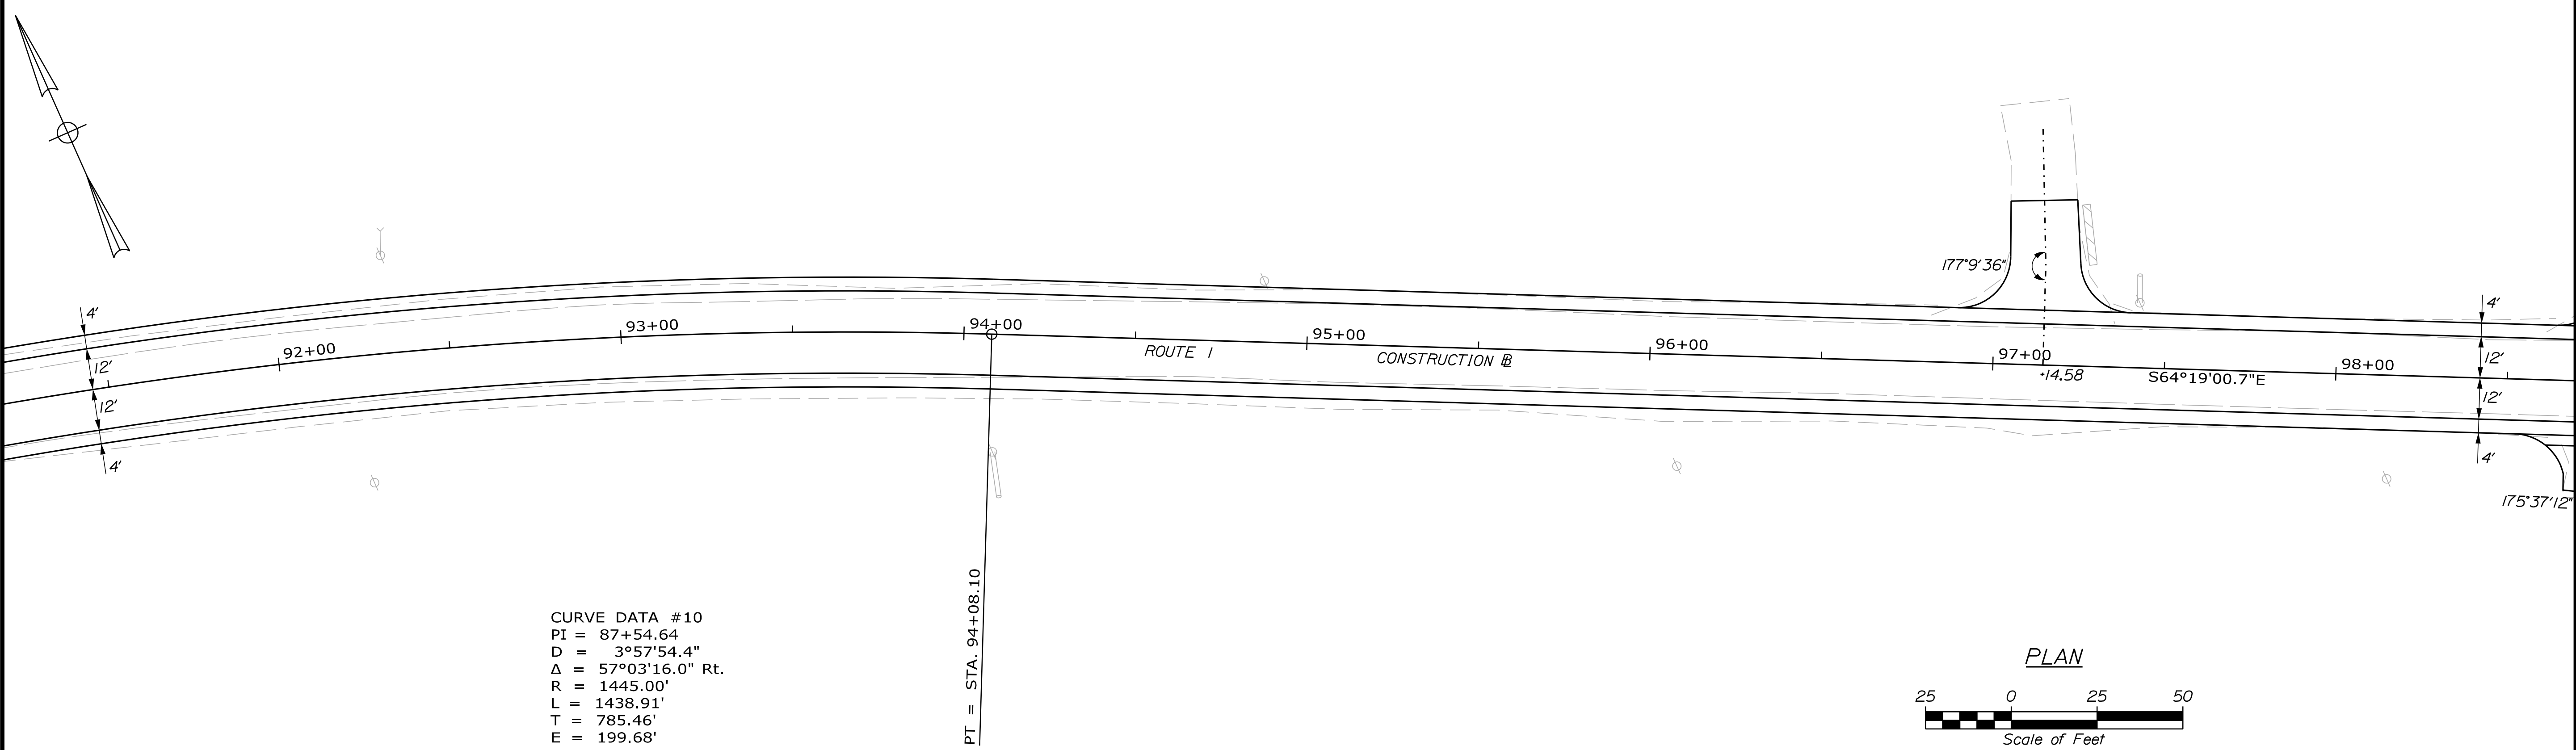 4'
12'
12'
4'
92+00
93+00
94+00
ROUTE 1
95+00
CONSTRUCTION BL
96+00
177°9'36"
97+00
+14.58
S64°19'00.7"E
98+00
4'
12'
12'
4'
175°37'12"
PT = STA. 94+08.10
CURVE DATA #10
PI = 87+54.64
D = 3°57'54.4"
Δ = 57°03'16.0" Rt.
R = 1445.00'
L = 1438.91'
T = 785.46'
E = 199.68'
PLAN
25 0 25 50
Scale of Feet